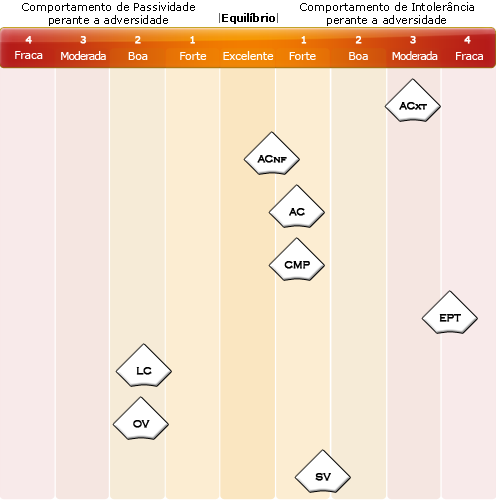 Comportamento de Passividade
perante a adversidade
|Equilíbrio|
Comportamento de Intolerância
perante a adversidade
4 3 2 1 1 2 3 4
Fraca Moderada Boa Forte Excelente Forte Boa Moderada Fraca
ACXT
ACNF
AC
CMP
EPT
LC
OV
SV